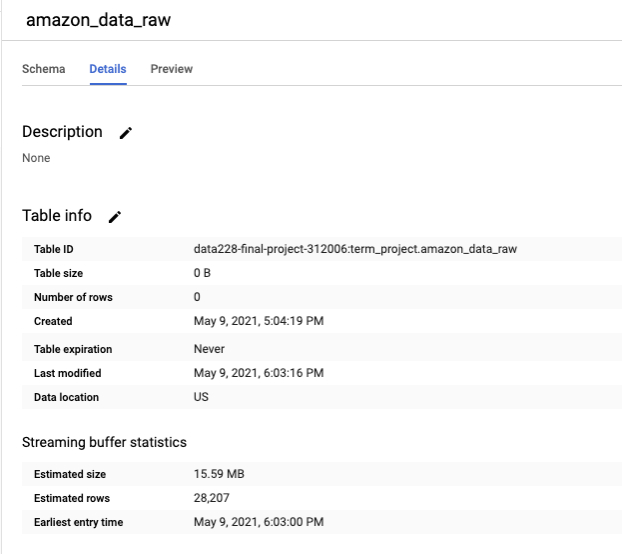 amazon_data_raw
Schema Details Preview
Description
None
Table info
Table ID data228-final-project-312006:term_project.amazon_data_raw
Table size 0 B
Number of rows 0
Created May 9, 2021, 5:04:19 PM
Table expiration Never
Last modified May 9, 2021, 6:03:16 PM
Data location US
Streaming buffer statistics
Estimated size 15.59 MB
Estimated rows 28,207
Earliest entry time May 9, 2021, 6:03:00 PM